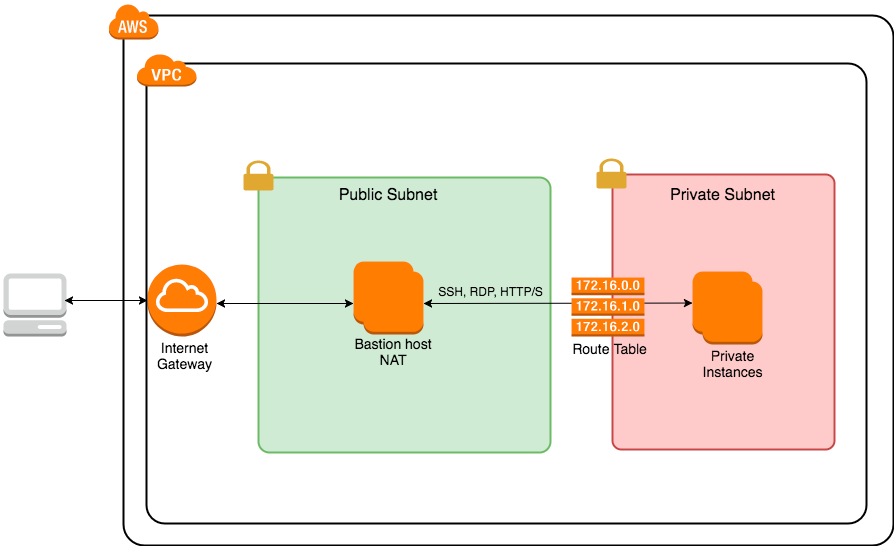 AWS
VPC
Public Subnet
Private Subnet
SSH, RDP, HTTP/S
172.16.0.0
172.16.1.0
172.16.2.0
Internet
Gateway
Bastion host
NAT
Route Table
Private
Instances